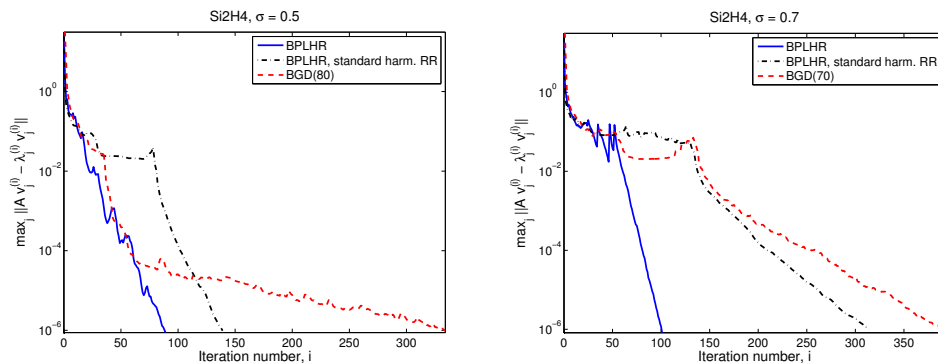 Si2H4, σ = 0.5
BPLHR
BPLHR, standard harm. RR
BGD(80)
max_j ||A v_j^(i) − λ_j^(i) v_j^(i)||
10^0
10^−2
10^−4
10^−6
0 50 100 150 200 250 300
Iteration number, i
Si2H4, σ = 0.7
BPLHR
BPLHR, standard harm. RR
BGD(70)
max_j ||A v_j^(i) − λ_j^(i) v_j^(i)||
10^0
10^−2
10^−4
10^−6
0 50 100 150 200 250 300 350
Iteration number, i